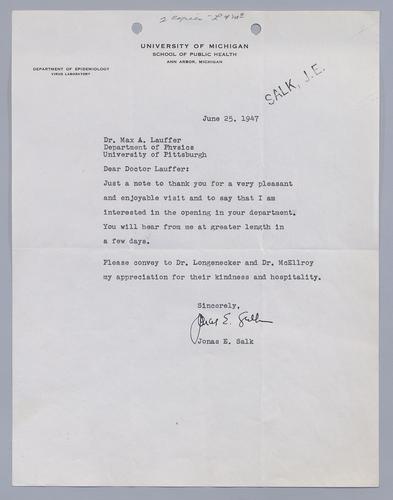 2 copies
UNIVERSITY OF MICHIGAN
SCHOOL OF PUBLIC HEALTH
ANN ARBOR, MICHIGAN
DEPARTMENT OF EPIDEMIOLOGY
VIRUS LABORATORY
SALK, J.E.
June 25, 1947
Dr. Max A. Lauffer
Department of Physics
University of Pittsburgh
Dear Doctor Lauffer:
Just a note to thank you for a very pleasant
and enjoyable visit and to say that I am
interested in the opening in your department.
You will hear from me at greater length in
a few days.
Please convey to Dr. Longenecker and Dr. McEllroy
my appreciation for their kindness and hospitality.
Sincerely,
Jonas E. Salk
Jonas E. Salk